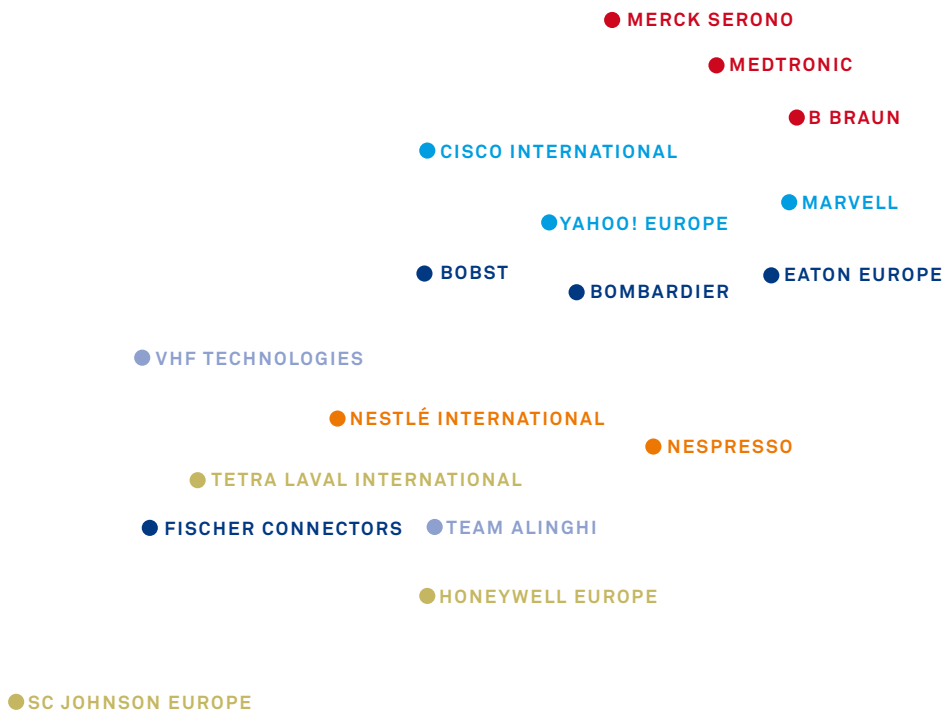 MERCK SERONO
MEDTRONIC
B BRAUN
CISCO INTERNATIONAL
MARVELL
YAHOO! EUROPE
BOBST
EATON EUROPE
BOMBARDIER
VHF TECHNOLOGIES
NESTLÉ INTERNATIONAL
NESPRESSO
TETRA LAVAL INTERNATIONAL
FISCHER CONNECTORS
TEAM ALINGHI
HONEYWELL EUROPE
SC JOHNSON EUROPE